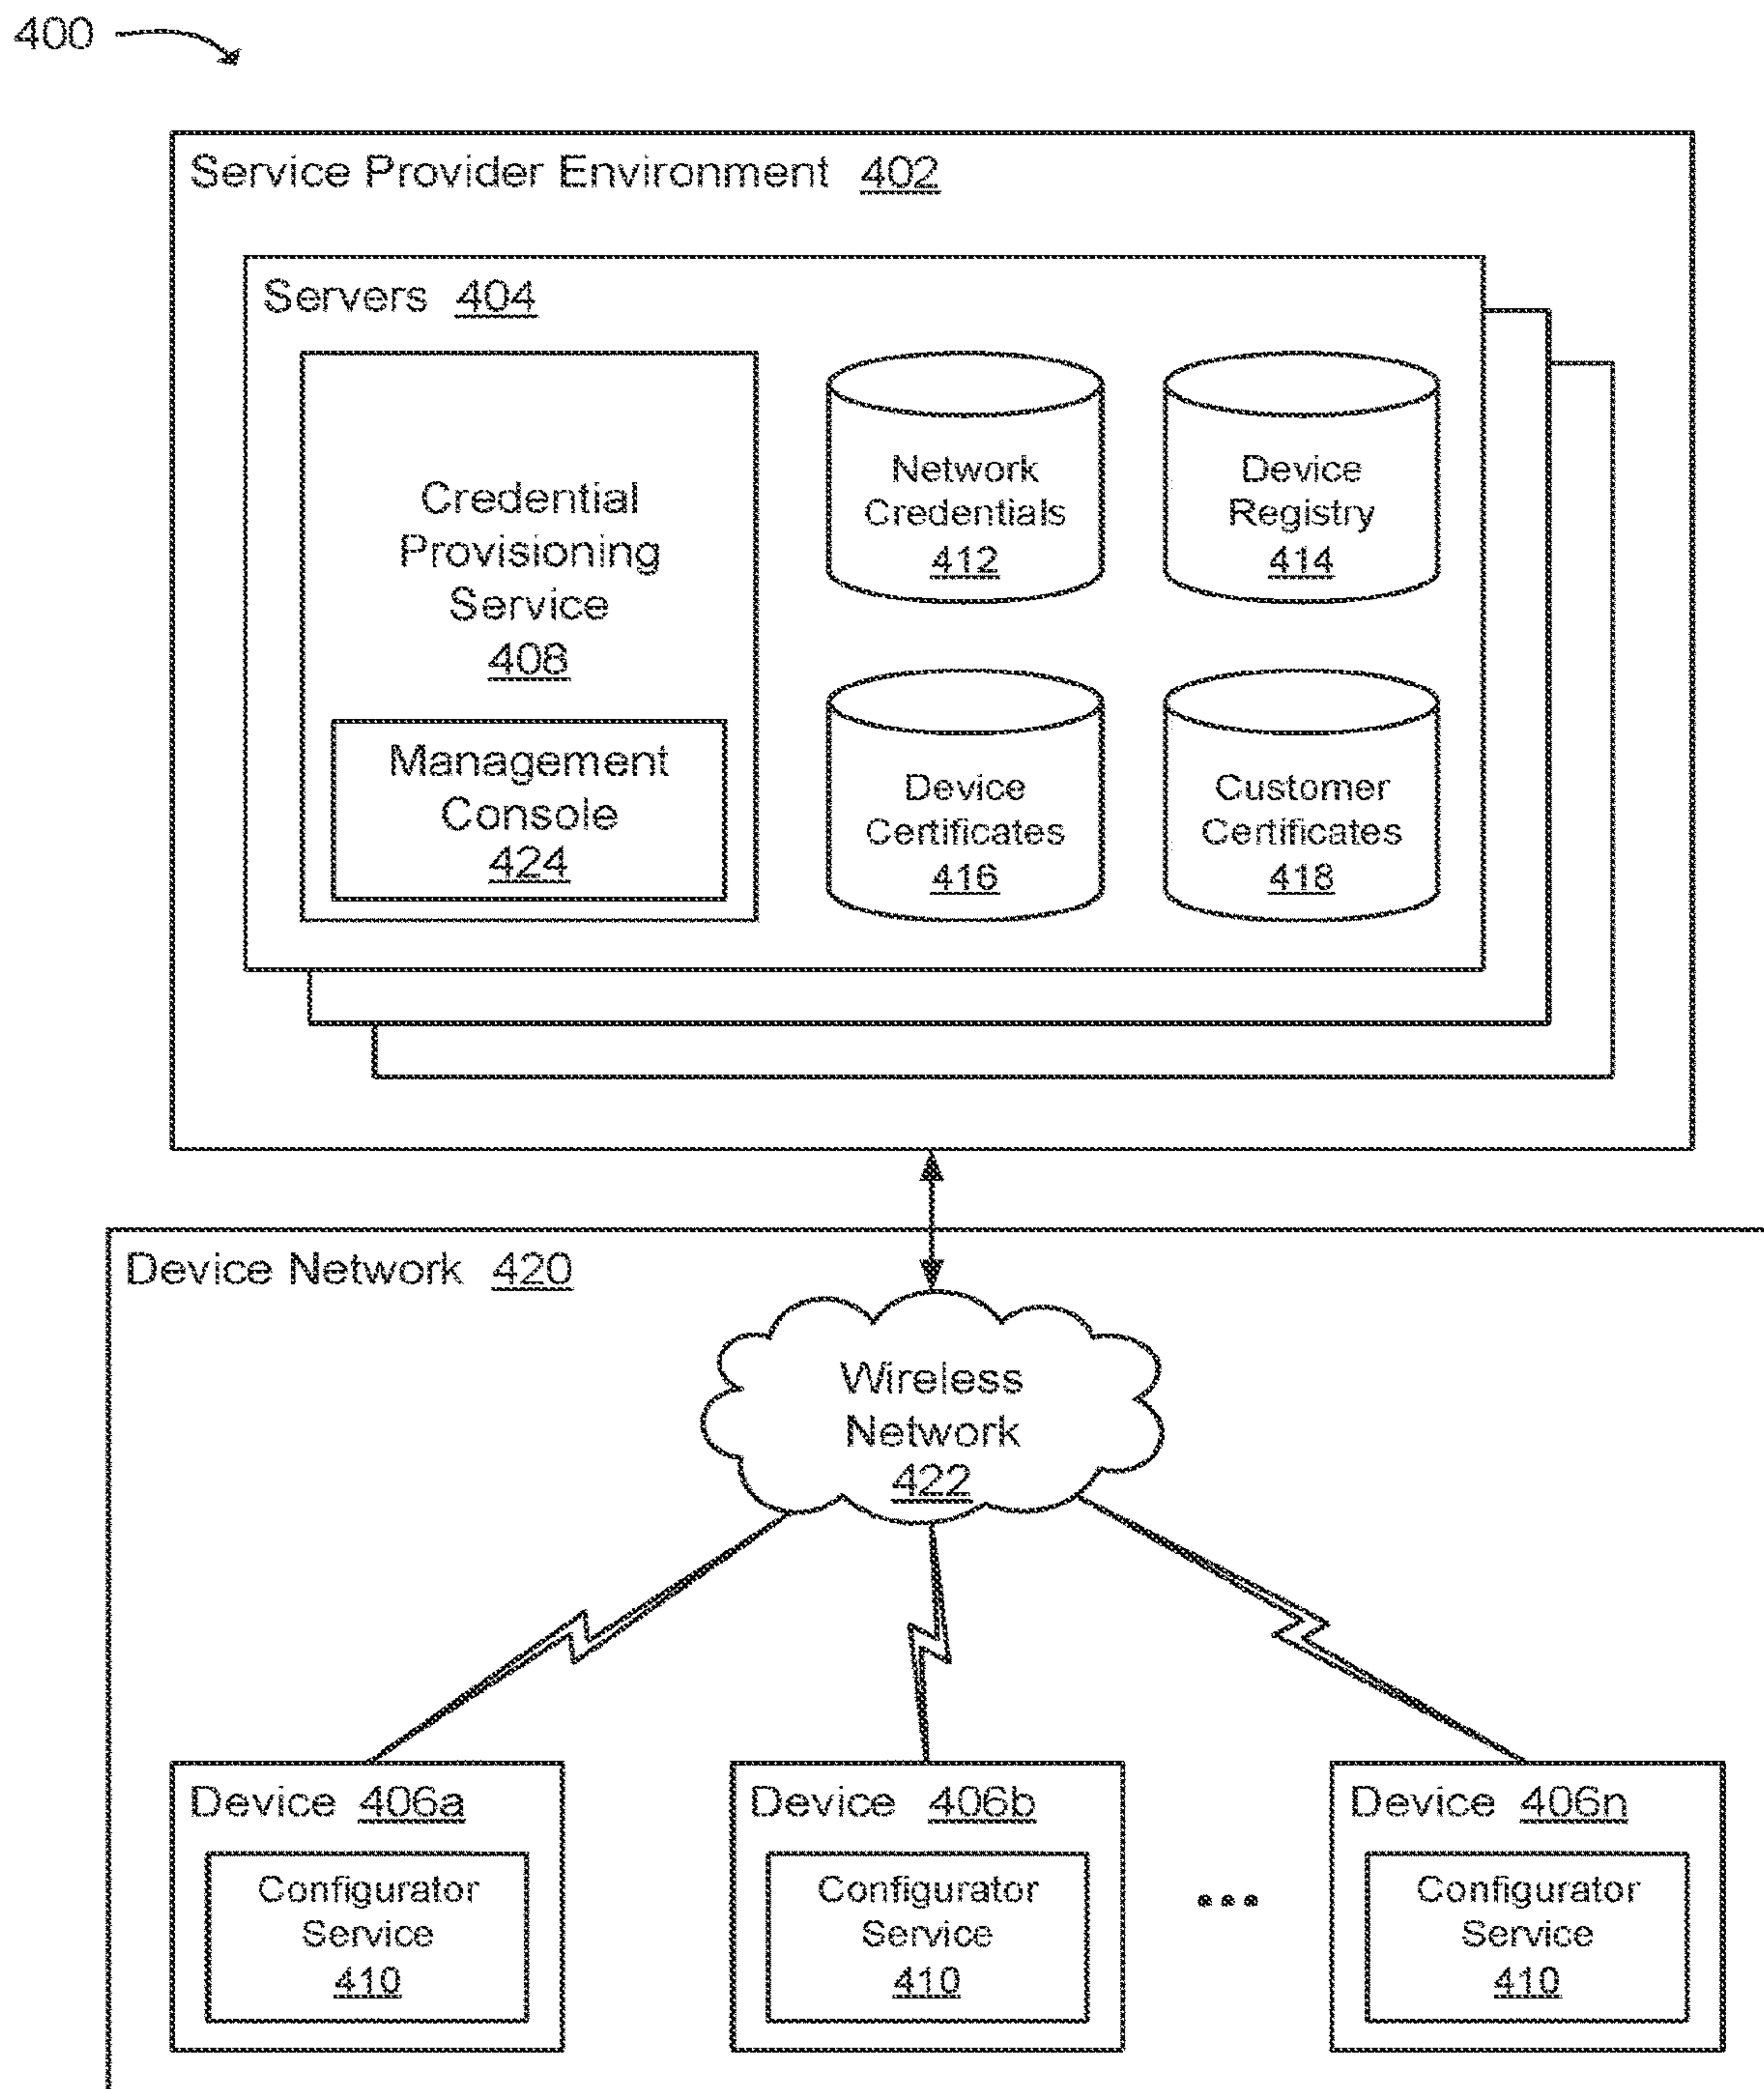 400
Service Provider Environment 402
Servers 404
Credential
Provisioning
Service
408
Management
Console
424
Network
Credentials
412
Device
Registry
414
Device
Certificates
416
Customer
Certificates
418
Device Network 420
Wireless
Network
422
Device 406a
Configurator
Service
410
Device 406b
Configurator
Service
410
...
Device 406n
Configurator
Service
410